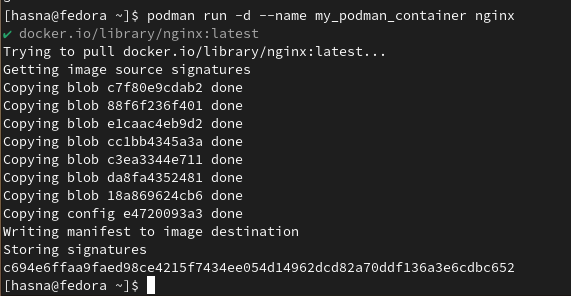 [hasna@fedora ~]$ podman run -d --name my_podman_container nginx
✔ docker.io/library/nginx:latest
Trying to pull docker.io/library/nginx:latest...
Getting image source signatures
Copying blob c7f80e9cdab2 done
Copying blob 88f6f236f401 done
Copying blob e1caac4eb9d2 done
Copying blob cc1bb4345a3a done
Copying blob c3ea3344e711 done
Copying blob da8fa4352481 done
Copying blob 18a869624cb6 done
Copying config e4720093a3 done
Writing manifest to image destination
Storing signatures
c694e6ffaa9faed98ce4215f7434ee054d14962dcd82a70ddf136a3e6cdbc652
[hasna@fedora ~]$